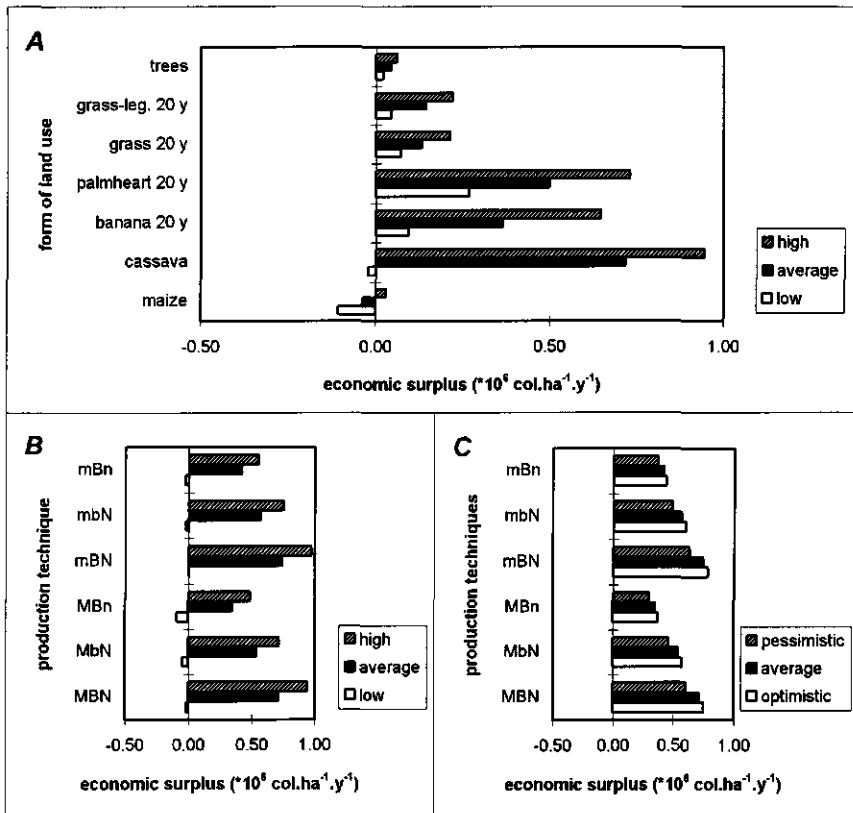 A
form of land use
trees
grass-leg. 20 y
grass 20 y
palmheart 20 y
banana 20 y
cassava
maize
high
average
low
-0.50 0.00 0.50 1.00
economic surplus (*10⁶ col.ha⁻¹.y⁻¹)
B
production technique
mBn
mbN
mBN
MBn
MbN
MBN
high
average
low
-0.50 0.00 0.50 1.00
economic surplus (*10⁶ col.ha⁻¹.y⁻¹)
C
production techniques
mBn
mbN
mBN
MBn
MbN
MBN
pessimistic
average
optimistic
-0.50 0.00 0.50 1.00
economic surplus (*10⁶ col.ha⁻¹.y⁻¹)